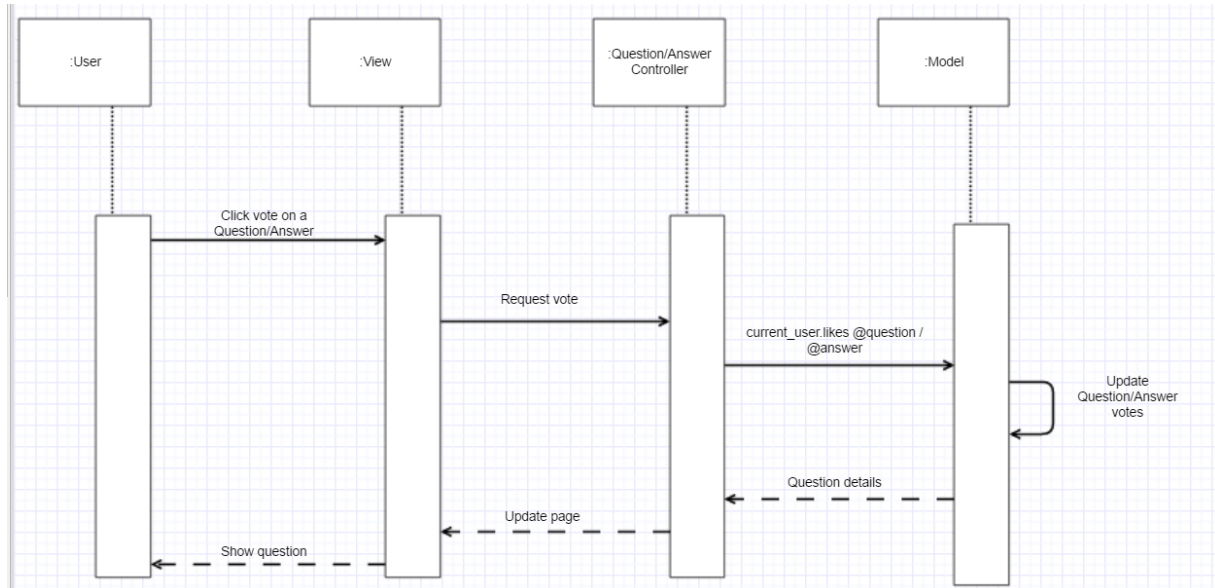 :User
:View
:Question/Answer
Controller
:Model
Click vote on a
Question/Answer
Request vote
current_user.likes @question /
@answer
Update
Question/Answer
votes
Question details
Update page
Show question